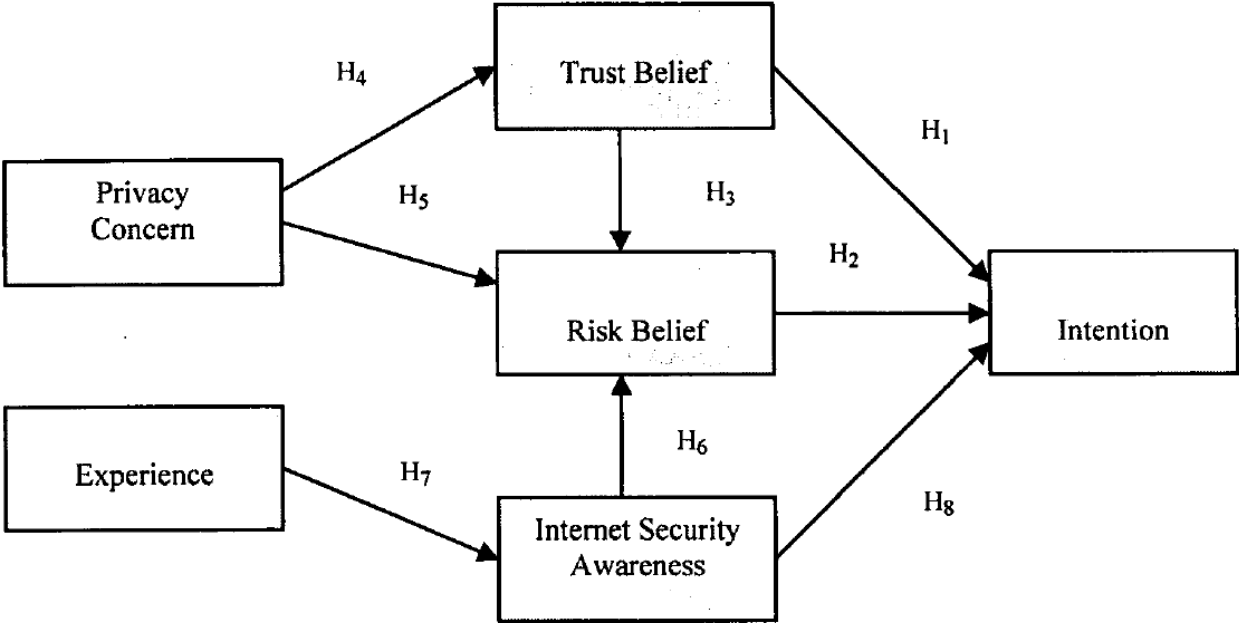 Trust Belief
H4
H1
Privacy
Concern
H5
H3
H2
Risk Belief
Intention
Experience
H7
H6
Internet Security
Awareness
H8